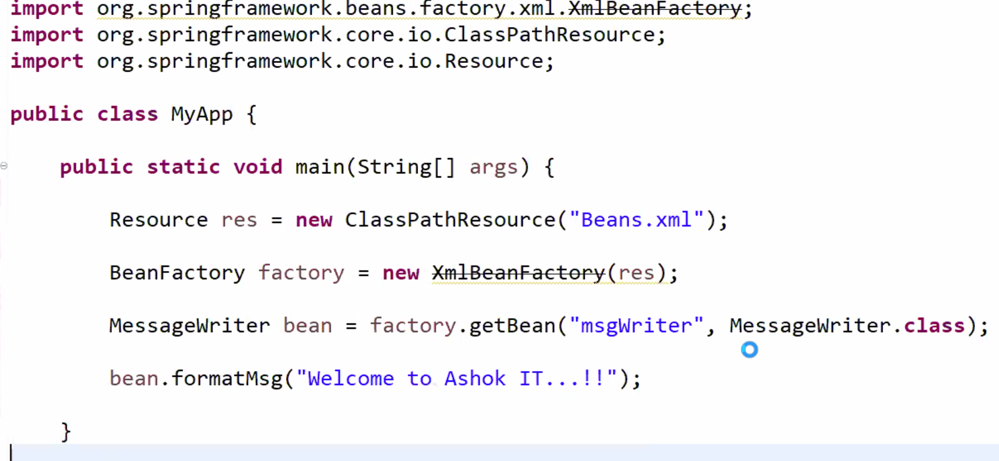 import org.springframework.beans.factory.xml.XmlBeanFactory;
import org.springframework.core.io.ClassPathResource;
import org.springframework.core.io.Resource;
public class MyApp {
public static void main(String[] args) {
Resource res = new ClassPathResource("Beans.xml");
BeanFactory factory = new XmlBeanFactory(res);
MessageWriter bean = factory.getBean("msgWriter", MessageWriter.class);
bean.formatMsg("Welcome to Ashok IT...!!");
}